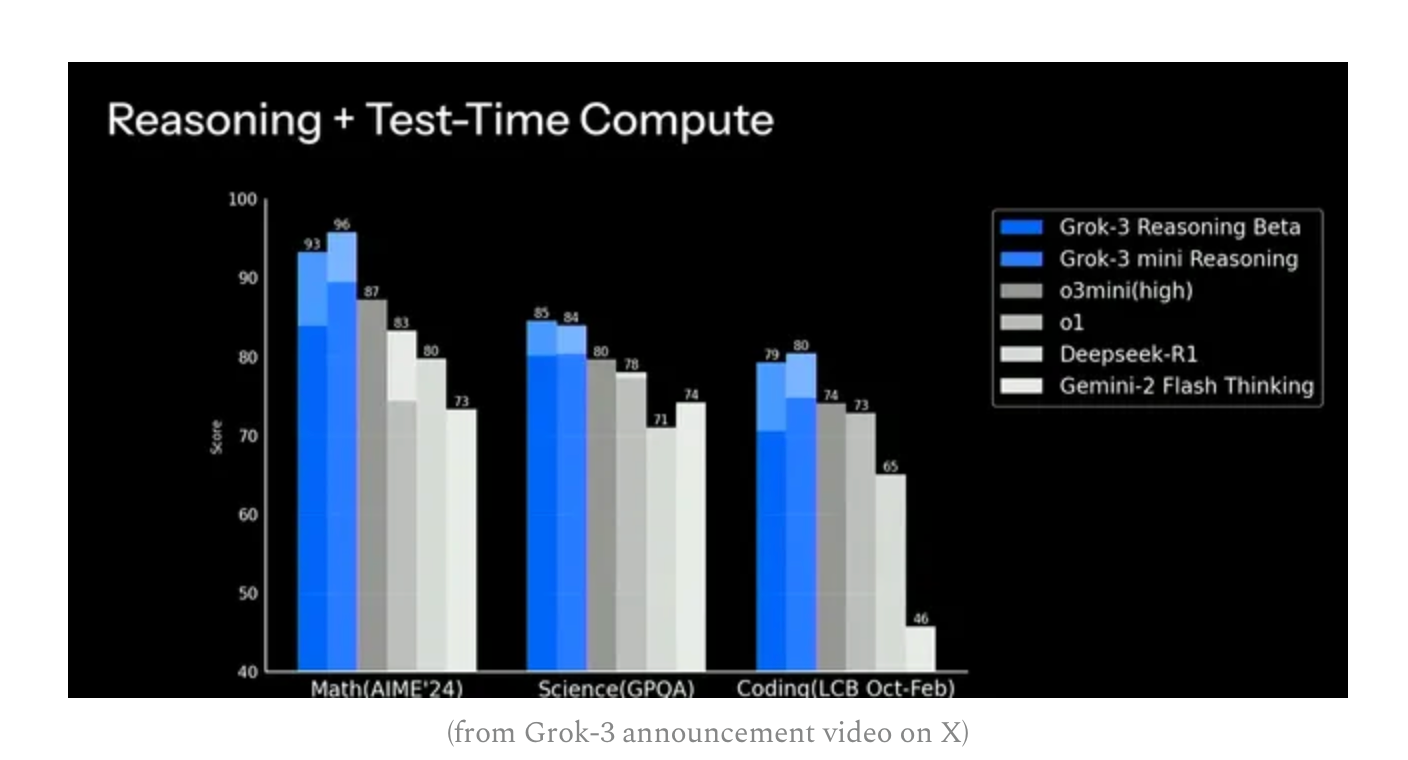 Reasoning + Test-Time Compute
100
90
80
70
60
50
40
Score
93
96
87
83
80
73
85
84
80
78
71
74
79
80
74
73
65
46
Math(AIME'24)
Science(GPQA)
Coding(LCB Oct-Feb)
Grok-3 Reasoning Beta
Grok-3 mini Reasoning
o3mini(high)
o1
Deepseek-R1
Gemini-2 Flash Thinking
(from Grok-3 announcement video on X)